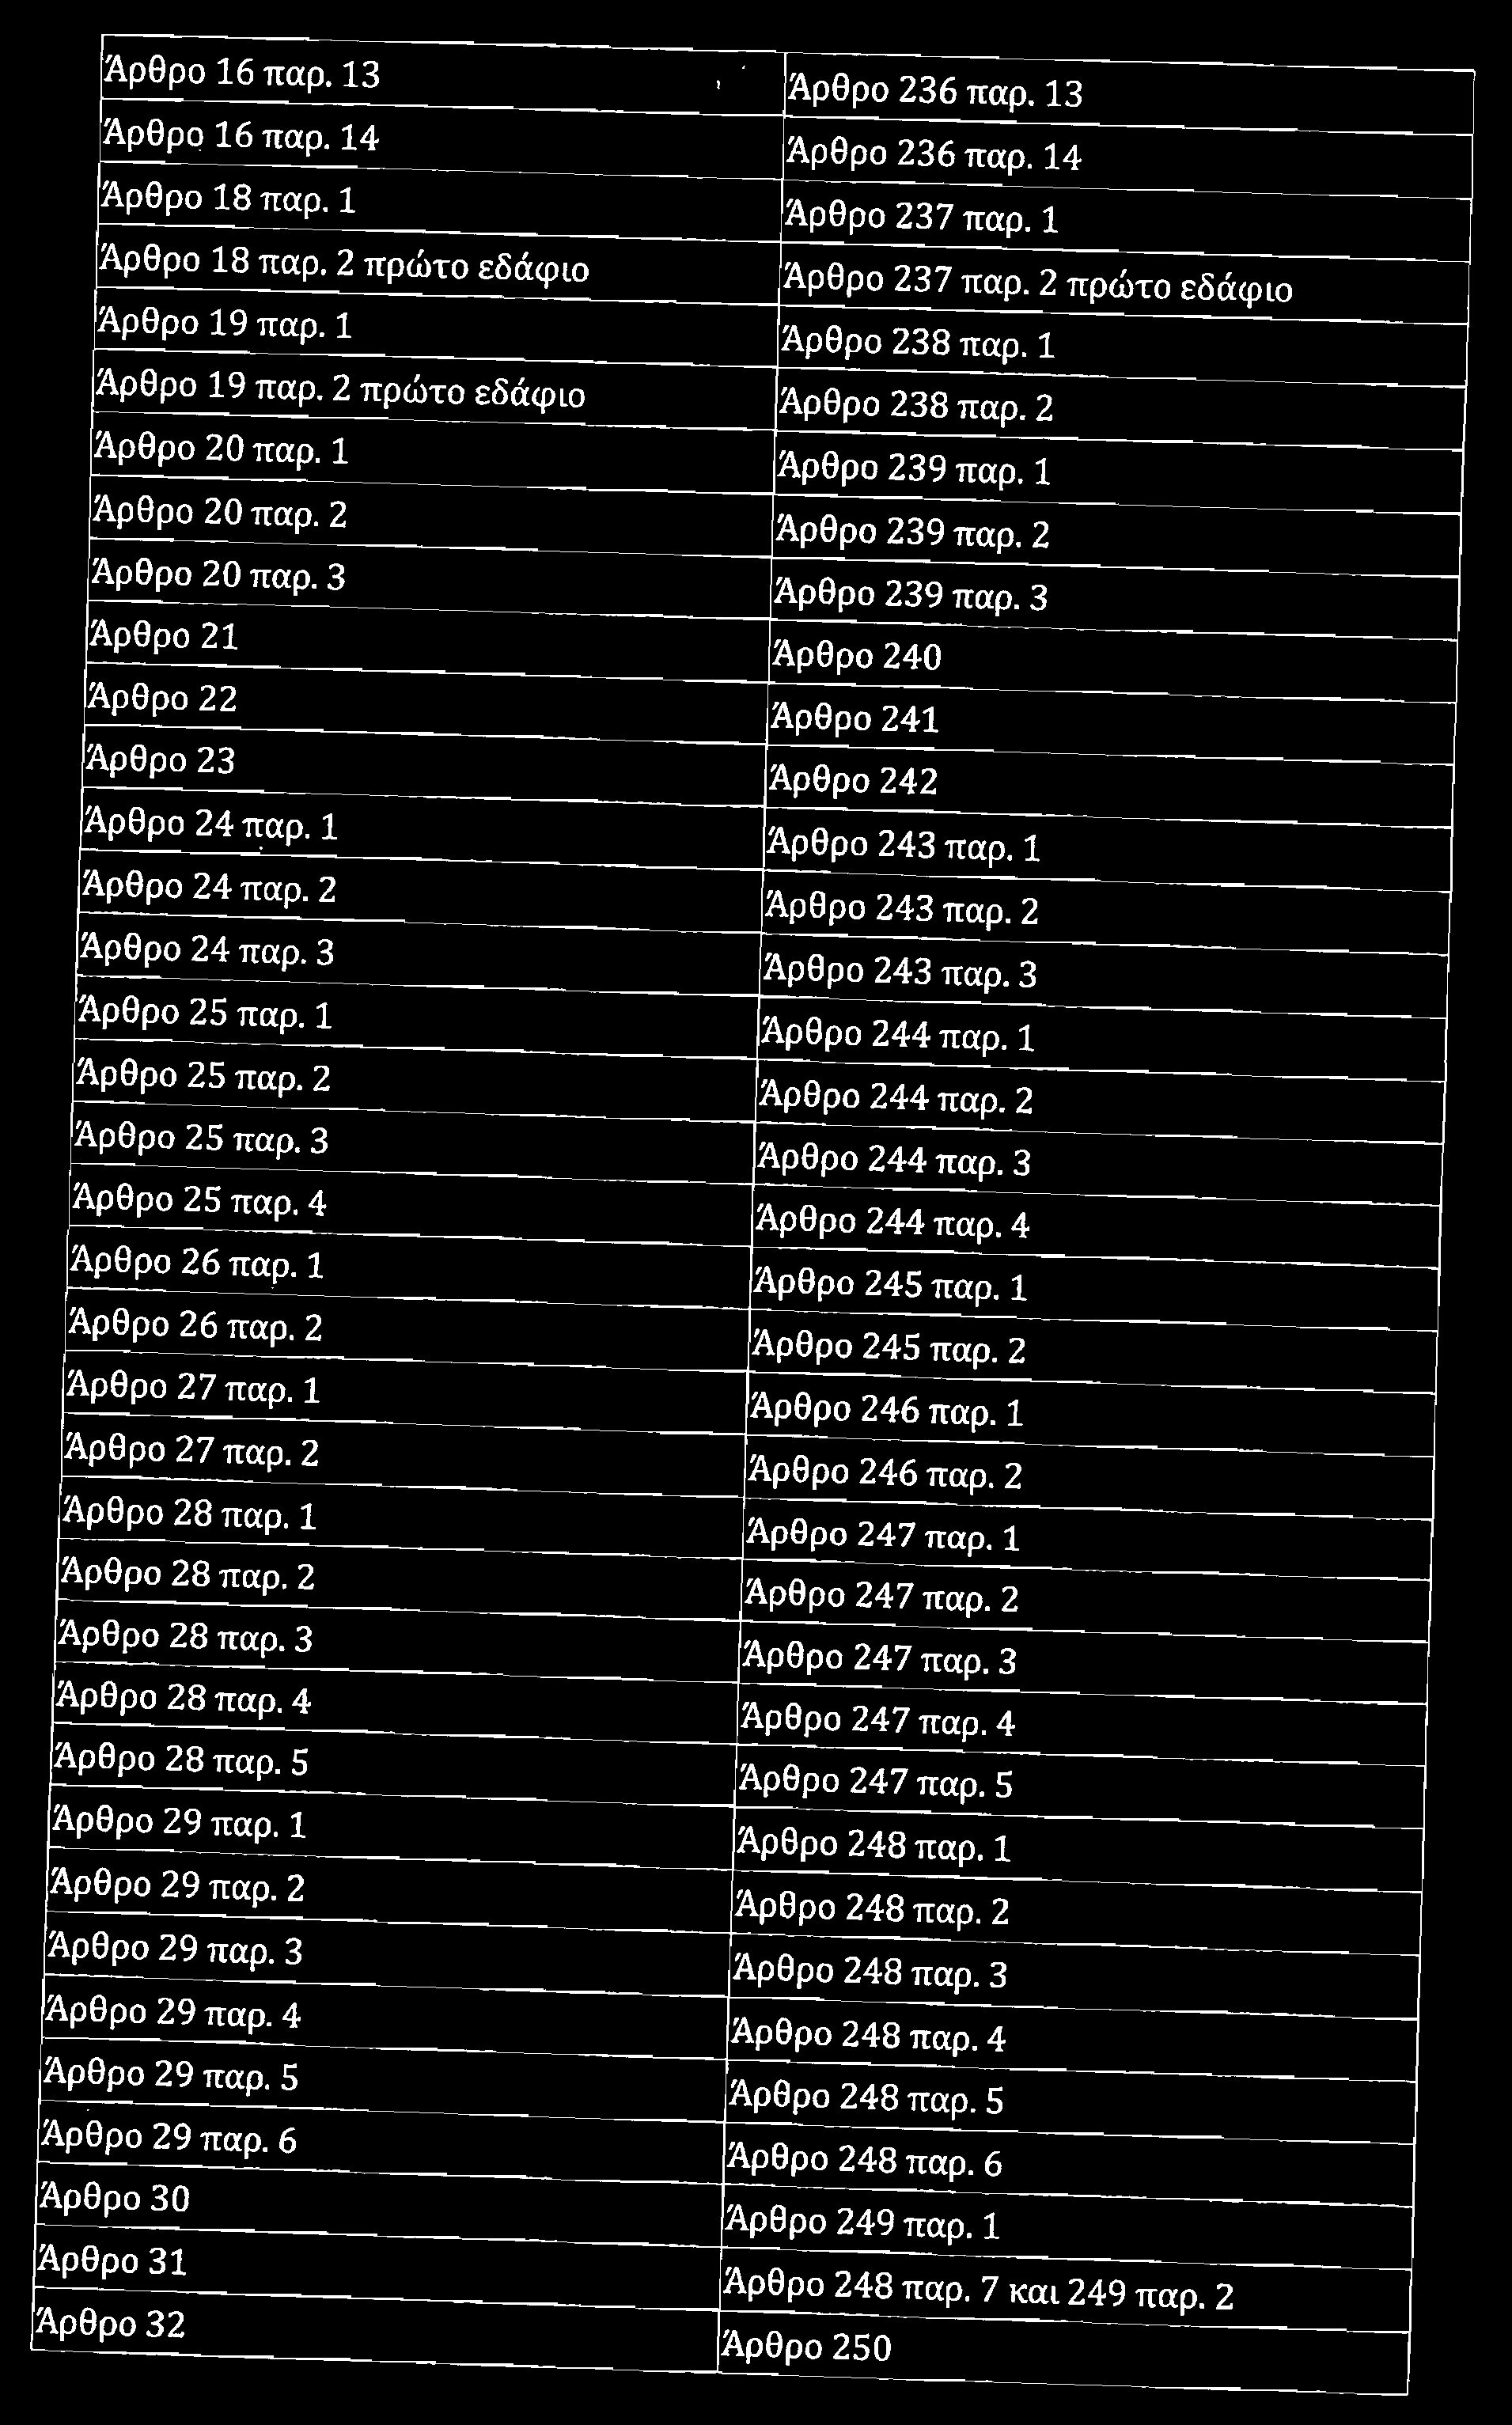 Άρθρο 16 παρ. 13 Άρθρο 236 παρ. 13
Άρθρο 16 παρ. 14 Άρθρο 236 παρ. 14
Άρθρο 18 παρ. 1 Άρθρο 237 παρ. 1
Άρθρο 18 παρ. 2 πρώτο εδάφιο Άρθρο 237 παρ. 2 πρώτο εδάφιο
Άρθρο 19 παρ. 1 Άρθρο 238 παρ. 1
Άρθρο 19 παρ. 2 πρώτο εδάφιο Άρθρο 238 παρ. 2
Άρθρο 20 παρ. 1 Άρθρο 239 παρ. 1
Άρθρο 20 παρ. 2 Άρθρο 239 παρ. 2
Άρθρο 20 παρ. 3 Άρθρο 239 παρ. 3
Άρθρο 21 Άρθρο 240
Άρθρο 22 Άρθρο 241
Άρθρο 23 Άρθρο 242
Άρθρο 24 παρ. 1 Άρθρο 243 παρ. 1
Άρθρο 24 παρ. 2 Άρθρο 243 παρ. 2
Άρθρο 24 παρ. 3 Άρθρο 243 παρ. 3
Άρθρο 25 παρ. 1 Άρθρο 244 παρ. 1
Άρθρο 25 παρ. 2 Άρθρο 244 παρ. 2
Άρθρο 25 παρ. 3 Άρθρο 244 παρ. 3
Άρθρο 25 παρ. 4 Άρθρο 244 παρ. 4
Άρθρο 26 παρ. 1 Άρθρο 245 παρ. 1
Άρθρο 26 παρ. 2 Άρθρο 245 παρ. 2
Άρθρο 27 παρ. 1 Άρθρο 246 παρ. 1
Άρθρο 27 παρ. 2 Άρθρο 246 παρ. 2
Άρθρο 28 παρ. 1 Άρθρο 247 παρ. 1
Άρθρο 28 παρ. 2 Άρθρο 247 παρ. 2
Άρθρο 28 παρ. 3 Άρθρο 247 παρ. 3
Άρθρο 28 παρ. 4 Άρθρο 247 παρ. 4
Άρθρο 28 παρ. 5 Άρθρο 247 παρ. 5
Άρθρο 29 παρ. 1 Άρθρο 248 παρ. 1
Άρθρο 29 παρ. 2 Άρθρο 248 παρ. 2
Άρθρο 29 παρ. 3 Άρθρο 248 παρ. 3
Άρθρο 29 παρ. 4 Άρθρο 248 παρ. 4
Άρθρο 29 παρ. 5 Άρθρο 248 παρ. 5
Άρθρο 29 παρ. 6 Άρθρο 248 παρ. 6
Άρθρο 30 Άρθρο 249 παρ. 1
Άρθρο 31 Άρθρο 248 παρ. 7 και 249 παρ. 2
Άρθρο 32 Άρθρο 250